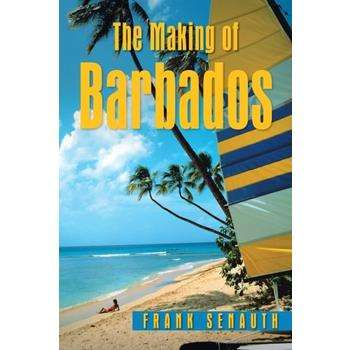 The Making of
Barbados
FRANK SENAUTH